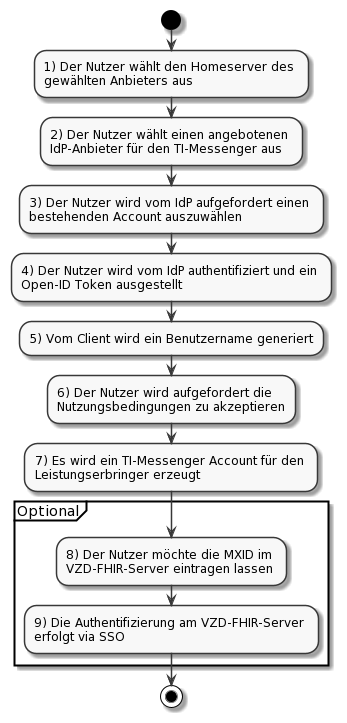 1) Der Nutzer wählt den Homeserver des
gewählten Anbieters aus
2) Der Nutzer wählt einen angebotenen
IdP-Anbieter für den TI-Messenger aus
3) Der Nutzer wird vom IdP aufgefordert einen
bestehenden Account auszuwählen
4) Der Nutzer wird vom IdP authentifiziert und ein
Open-ID Token ausgestellt
5) Vom Client wird ein Benutzername generiert
6) Der Nutzer wird aufgefordert die
Nutzungsbedingungen zu akzeptieren
7) Es wird ein TI-Messenger Account für den
Leistungserbringer erzeugt
Optional
8) Der Nutzer möchte die MXID im
VZD-FHIR-Server eintragen lassen
9) Die Authentifizierung am VZD-FHIR-Server
erfolgt via SSO